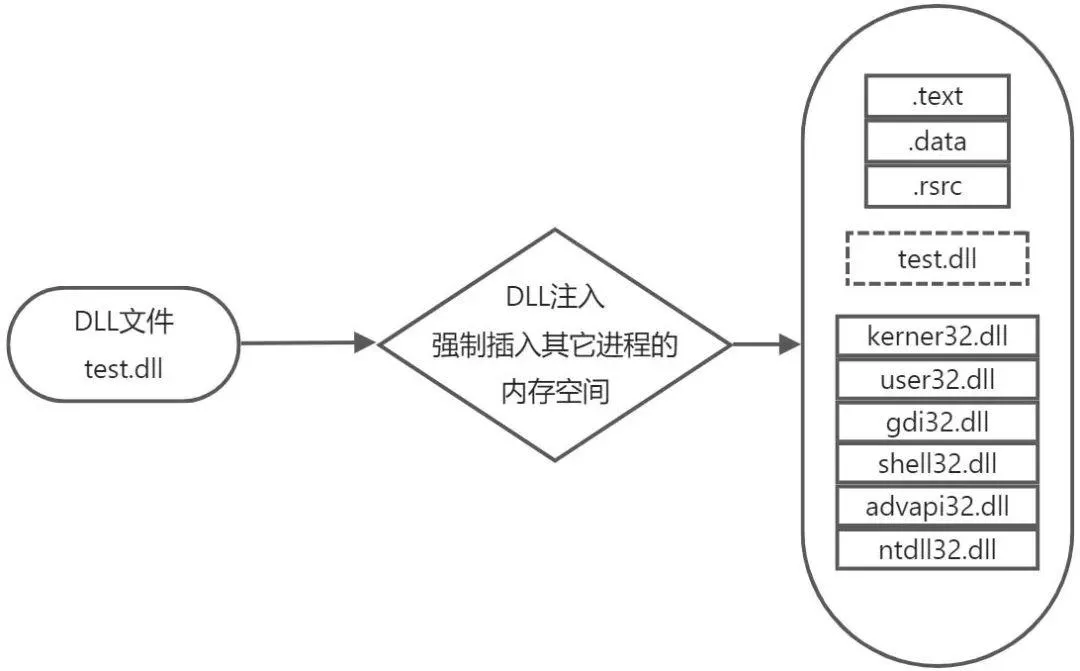 DLL文件
test.dll
DLL注入
强制插入其它进程的
内存空间
.text
.data
.rsrc
test.dll
kerner32.dll
user32.dll
gdi32.dll
shell32.dll
advapi32.dll
ntdll32.dll